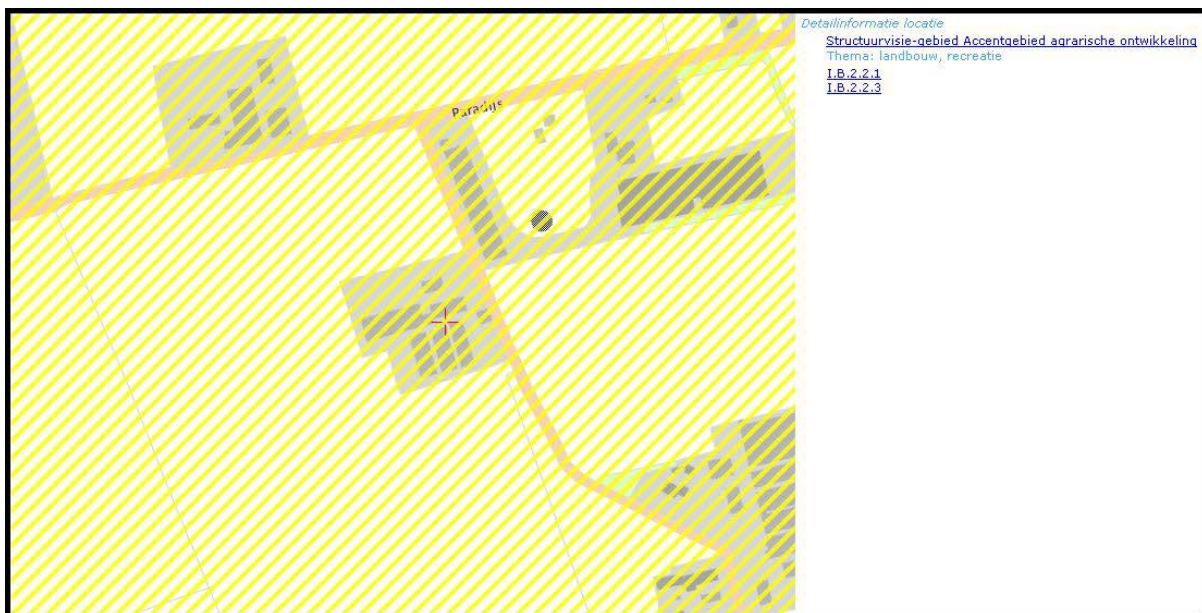 Detailinformatie locatie
Structuurvisie-gebied Accentgebied agrarische ontwikkeling
Thema: landbouw, recreatie
I.B.2.2.1
I.B.2.2.3
Paradijs